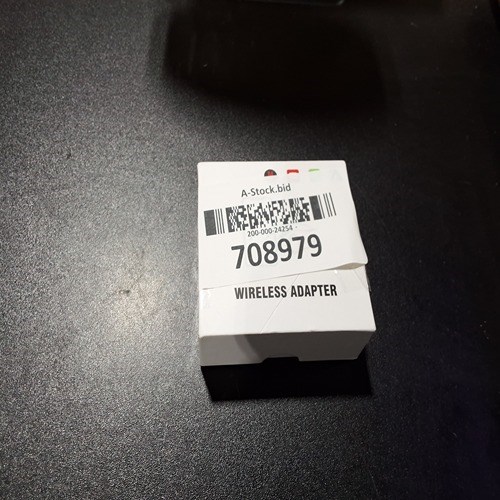 A-Stock.bid
200-000-24254
708979
WIRELESS ADAPTER